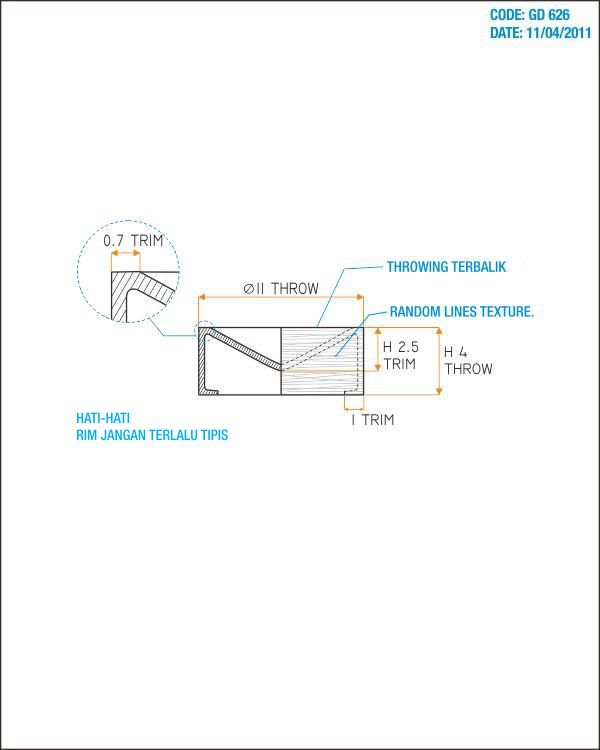 CODE: GD 626
DATE: 11/04/2011
0.7 TRIM
THROWING TERBALIK
Ø11 THROW
RANDOM LINES TEXTURE.
H 2.5
TRIM
H 4
THROW
1 TRIM
HATI-HATI
RIM JANGAN TERLALU TIPIS